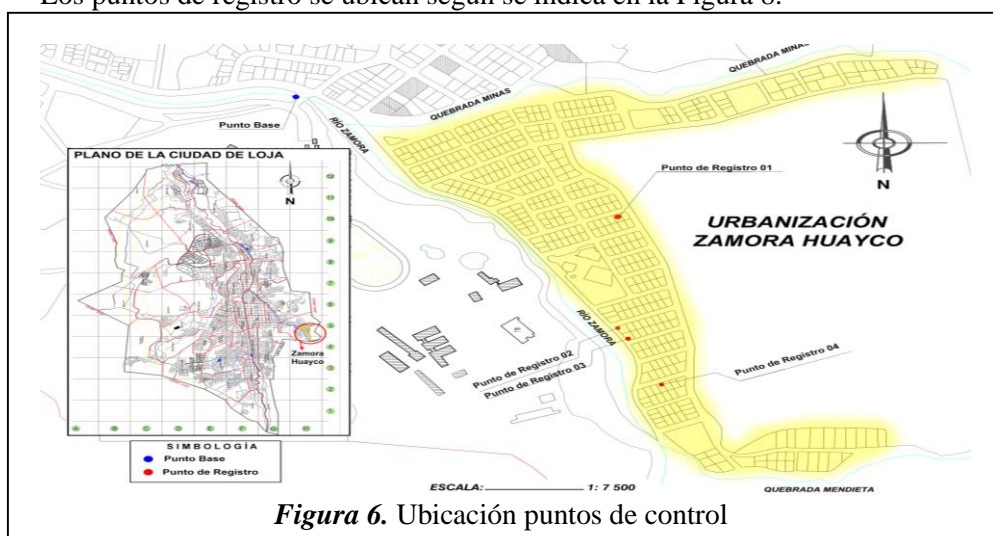 Los puntos de registro se ubican según se indica en la Figura 6.
QUEBRADA MINAS
QUEBRADA MINAS
Punto Base
RÍO ZAMORA
PLANO DE LA CIUDAD DE LOJA
N
N
Punto de Registro 01
URBANIZACIÓN
ZAMORA HUAYCO
RÍO ZAMORA
Zamora
Huayco
Punto de Registro 02
Punto de Registro 03
Punto de Registro 04
A B C D E F G H
SIMBOLOGÍA
Punto Base
Punto de Registro
ESCALA: 1: 7 500
QUEBRADA MENDIETA
Figura 6. Ubicación puntos de control